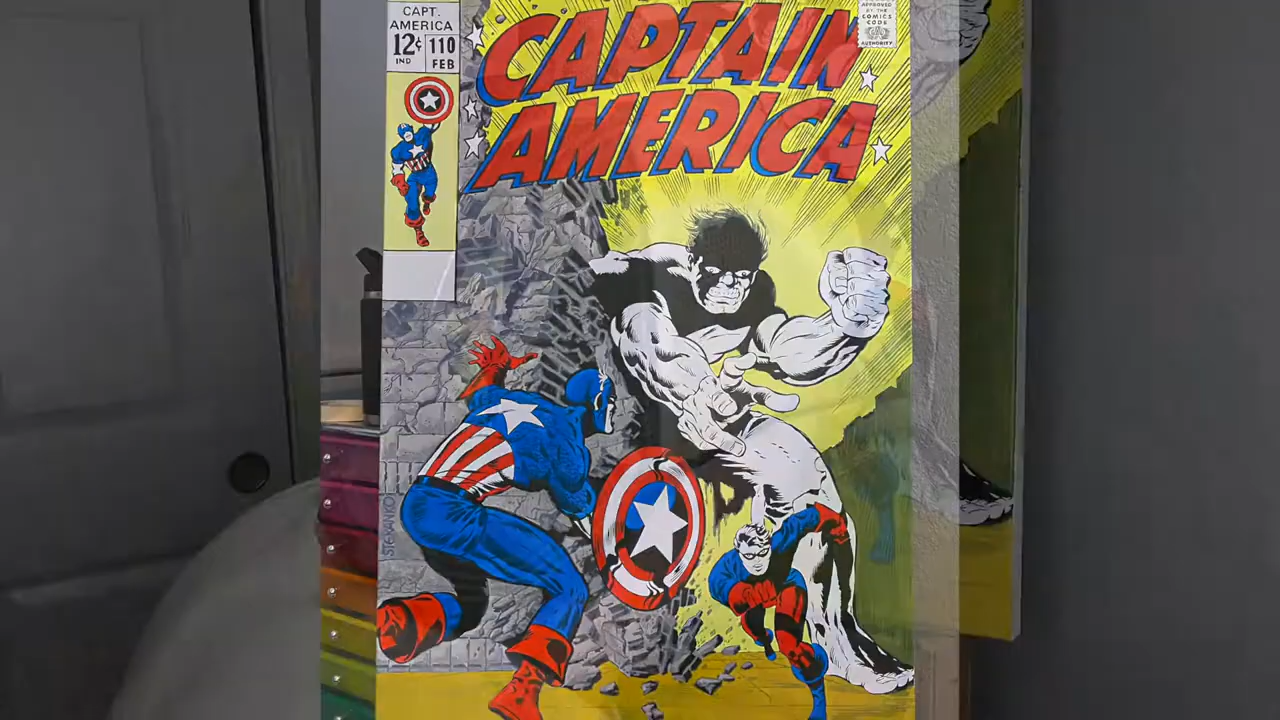 CAPT.
AMERICA
12¢
IND
110
FEB
CAPTAIN
AMERICA
APPROVED
BY THE
COMICS
CODE
AUTHORITY
STERANKO